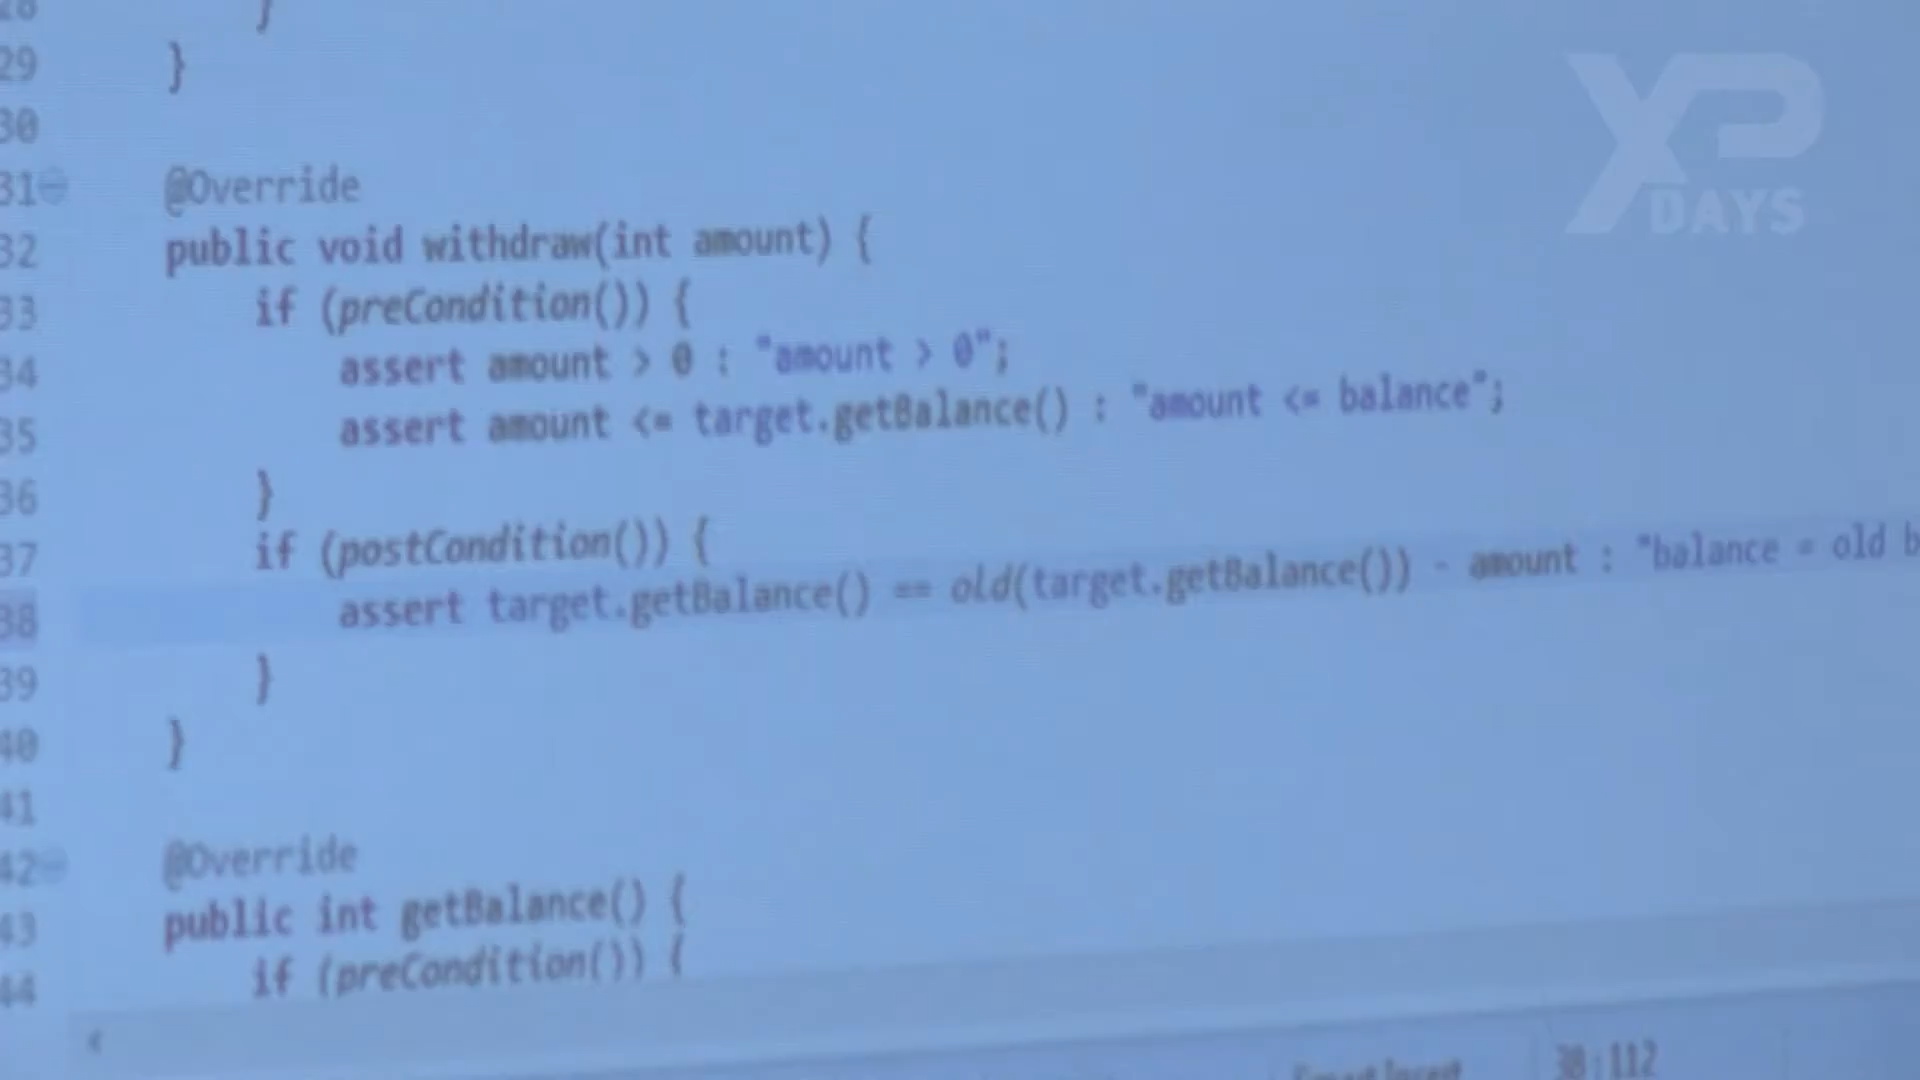 28 }
29 }
30
31 @Override
32 public void withdraw(int amount) {
33 if (preCondition()) {
34 assert amount > 0 : "amount > 0";
35 assert amount <= target.getBalance() : "amount <= balance";
36 }
37 if (postCondition()) {
38 assert target.getBalance() == old(target.getBalance()) - amount : "balance = old b
39 }
40 }
41
42 @Override
43 public int getBalance() {
44 if (preCondition()) {
38:112
XP
DAYS